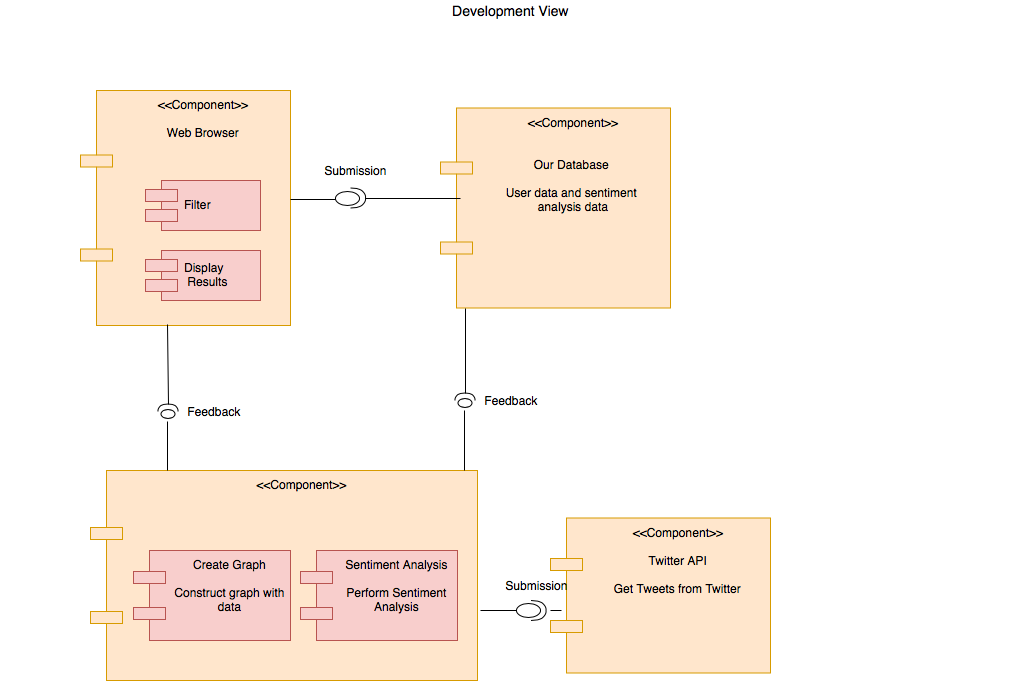 Development View
<<Component>>
Web Browser
Filter
Display
Results
Submission
<<Component>>
Our Database
User data and sentiment
analysis data
Feedback
Feedback
<<Component>>
Create Graph
Construct graph with
data
Sentiment Analysis
Perform Sentiment
Analysis
Submission
<<Component>>
Twitter API
Get Tweets from Twitter